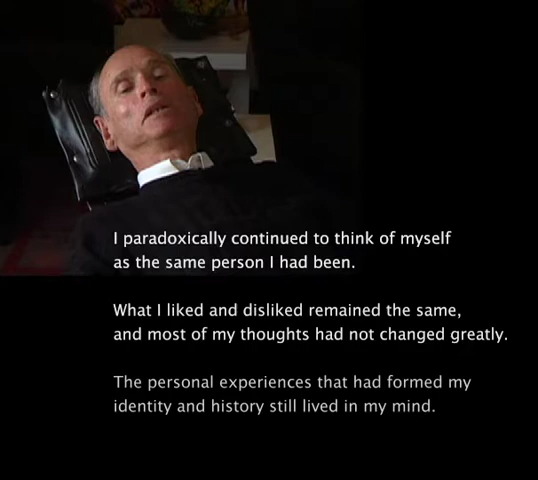 I paradoxically continued to think of myself
as the same person I had been.
What I liked and disliked remained the same,
and most of my thoughts had not changed greatly.
The personal experiences that had formed my
identity and history still lived in my mind.